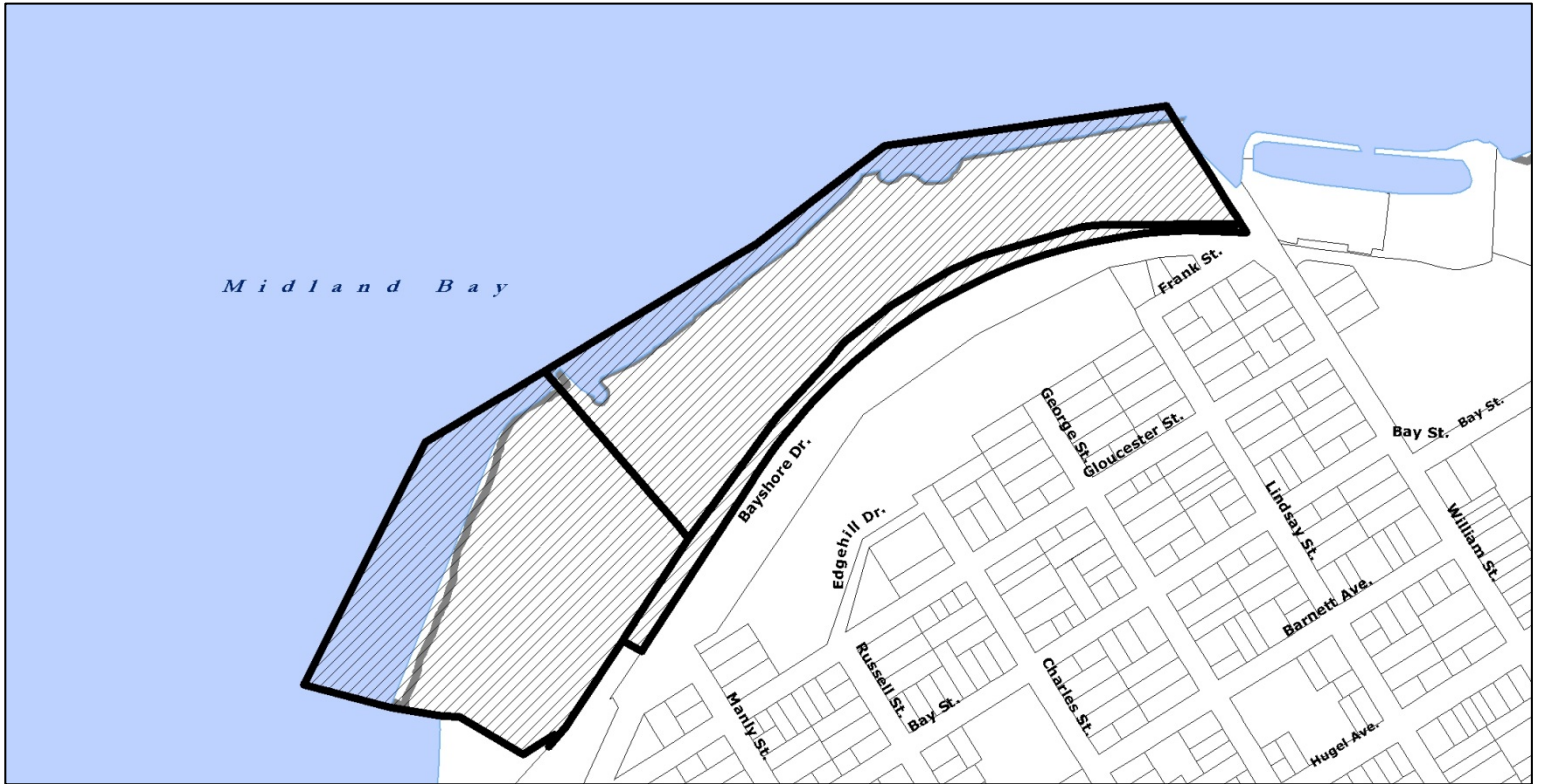 Midland Bay
Frank St.
George St.
Gloucester St.
Bay St.
Bay St.
Bayshore Dr.
Lindsay St.
William St.
Edgehill Dr.
Barnett Ave.
Russell St.
Charles St.
Manly St.
Bay St.
Hugel Ave.